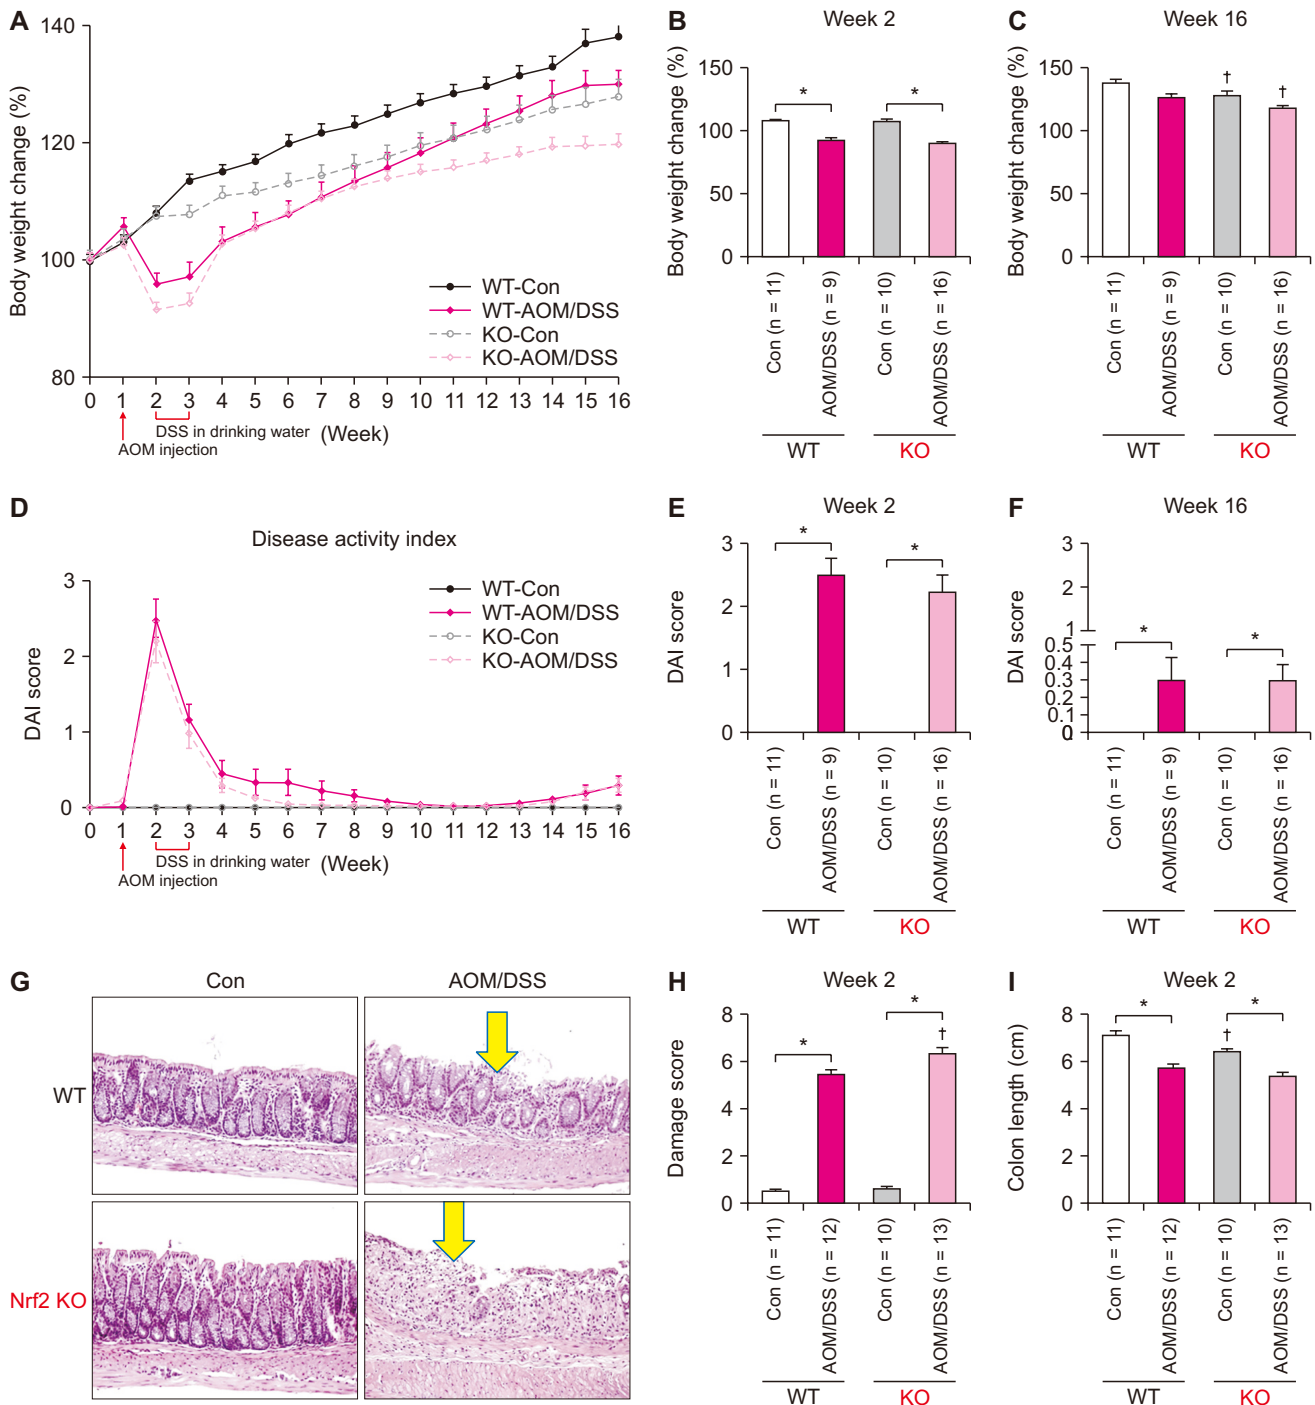 A
Body weight change (%)
140
120
100
80
WT-Con
WT-AOM/DSS
KO-Con
KO-AOM/DSS
0 1 2 3 4 5 6 7 8 9 10 11 12 13 14 15 16
DSS in drinking water (Week)
AOM injection
B
Week 2
Body weight change (%)
150
100
50
0
*
*
Con (n = 11)
AOM/DSS (n = 9)
Con (n = 10)
AOM/DSS (n = 16)
WT
KO
C
Week 16
Body weight change (%)
150
100
50
0
†
†
Con (n = 11)
AOM/DSS (n = 9)
Con (n = 10)
AOM/DSS (n = 16)
WT
KO
D
Disease activity index
DAI score
3
2
1
0
WT-Con
WT-AOM/DSS
KO-Con
KO-AOM/DSS
0 1 2 3 4 5 6 7 8 9 10 11 12 13 14 15 16
DSS in drinking water (Week)
AOM injection
E
Week 2
DAI score
3
2
1
0
*
*
Con (n = 11)
AOM/DSS (n = 9)
Con (n = 10)
AOM/DSS (n = 16)
WT
KO
F
Week 16
DAI score
3
2
1
0.5
0.4
0.3
0.2
0.1
0
*
*
Con (n = 11)
AOM/DSS (n = 9)
Con (n = 10)
AOM/DSS (n = 16)
WT
KO
G
Con
AOM/DSS
WT
Nrf2 KO
H
Week 2
Damage score
8
6
4
2
0
*
*
†
Con (n = 11)
AOM/DSS (n = 12)
Con (n = 10)
AOM/DSS (n = 13)
WT
KO
I
Week 2
Colon length (cm)
8
6
4
2
0
*
†
*
Con (n = 11)
AOM/DSS (n = 12)
Con (n = 10)
AOM/DSS (n = 13)
WT
KO